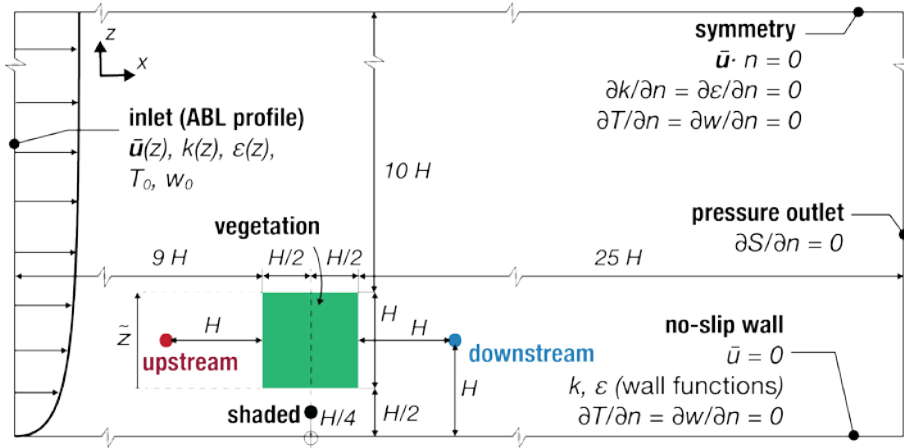 symmetry
ū· n = 0
∂k/∂n = ∂ε/∂n = 0
∂T/∂n = ∂w/∂n = 0
z
x
inlet (ABL profile)
ū(z), k(z), ε(z),
T₀, w₀
10 H
vegetation
pressure outlet
∂S/∂n = 0
9 H
H/2
H/2
25 H
z̃
H
H
H
upstream
downstream
H
shaded
H/4
H/2
no-slip wall
ū = 0
k, ε (wall functions)
∂T/∂n = ∂w/∂n = 0